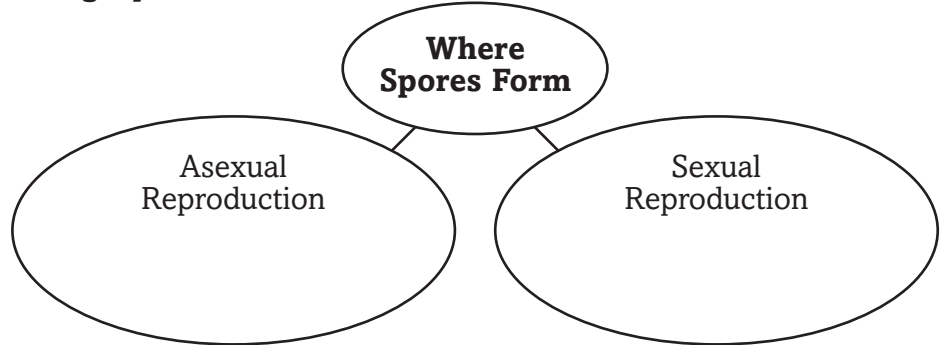 Where
Spores Form
Asexual
Reproduction
Sexual
Reproduction